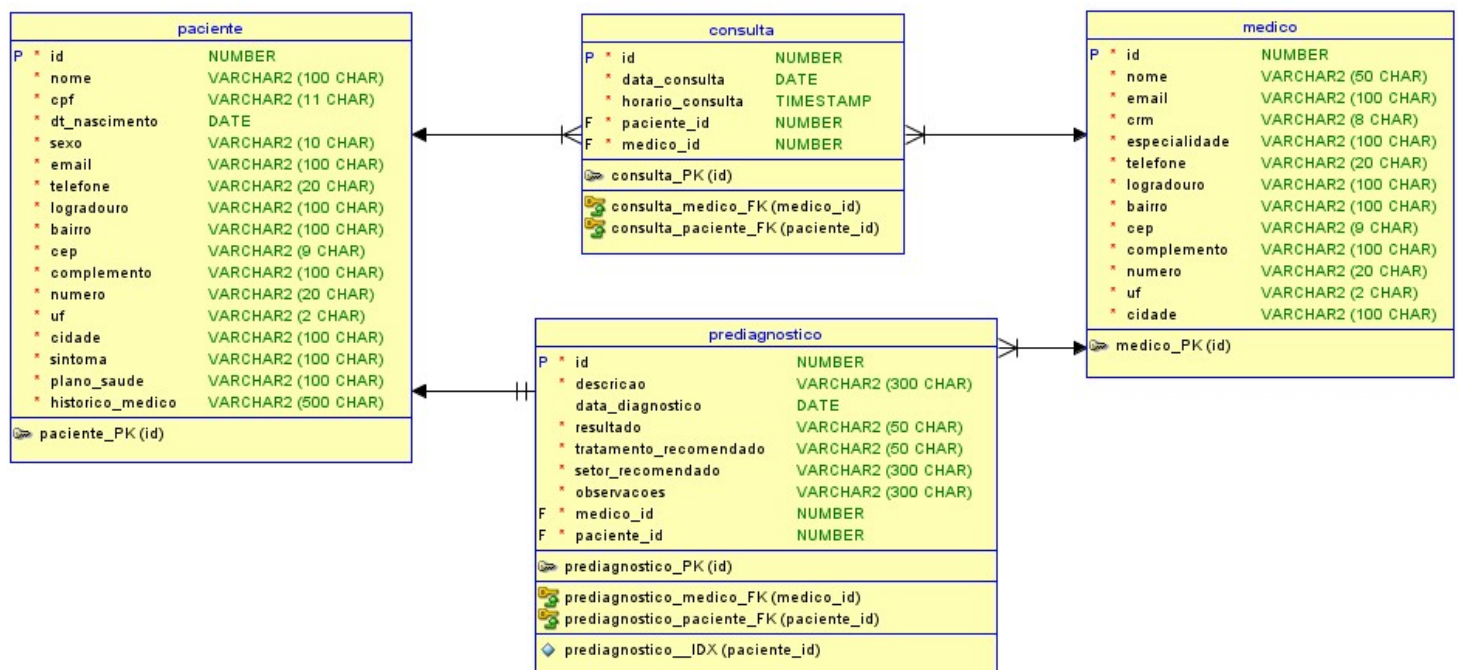 paciente
P * id NUMBER
* nome VARCHAR2 (100 CHAR)
* cpf VARCHAR2 (11 CHAR)
* dt_nascimento DATE
* sexo VARCHAR2 (10 CHAR)
* email VARCHAR2 (100 CHAR)
* telefone VARCHAR2 (20 CHAR)
* logradouro VARCHAR2 (100 CHAR)
* bairro VARCHAR2 (100 CHAR)
* cep VARCHAR2 (9 CHAR)
* complemento VARCHAR2 (100 CHAR)
* numero VARCHAR2 (20 CHAR)
* uf VARCHAR2 (2 CHAR)
* cidade VARCHAR2 (100 CHAR)
* sintoma VARCHAR2 (100 CHAR)
* plano_saude VARCHAR2 (100 CHAR)
* historico_medico VARCHAR2 (500 CHAR)
paciente_PK (id)
consulta
P * id NUMBER
* data_consulta DATE
* horario_consulta TIMESTAMP
F * paciente_id NUMBER
F * medico_id NUMBER
consulta_PK (id)
consulta_medico_FK (medico_id)
consulta_paciente_FK (paciente_id)
medico
P * id NUMBER
* nome VARCHAR2 (50 CHAR)
* email VARCHAR2 (100 CHAR)
* crm VARCHAR2 (8 CHAR)
* especialidade VARCHAR2 (100 CHAR)
* telefone VARCHAR2 (20 CHAR)
* logradouro VARCHAR2 (100 CHAR)
* bairro VARCHAR2 (100 CHAR)
* cep VARCHAR2 (9 CHAR)
* complemento VARCHAR2 (100 CHAR)
* numero VARCHAR2 (20 CHAR)
* uf VARCHAR2 (2 CHAR)
* cidade VARCHAR2 (100 CHAR)
medico_PK (id)
prediagnostico
P * id NUMBER
* descricao VARCHAR2 (300 CHAR)
data_diagnostico DATE
* resultado VARCHAR2 (50 CHAR)
* tratamento_recomendado VARCHAR2 (50 CHAR)
* setor_recomendado VARCHAR2 (300 CHAR)
* observacoes VARCHAR2 (300 CHAR)
F * medico_id NUMBER
F * paciente_id NUMBER
prediagnostico_PK (id)
prediagnostico_medico_FK (medico_id)
prediagnostico_paciente_FK (paciente_id)
prediagnostico__IDX (paciente_id)